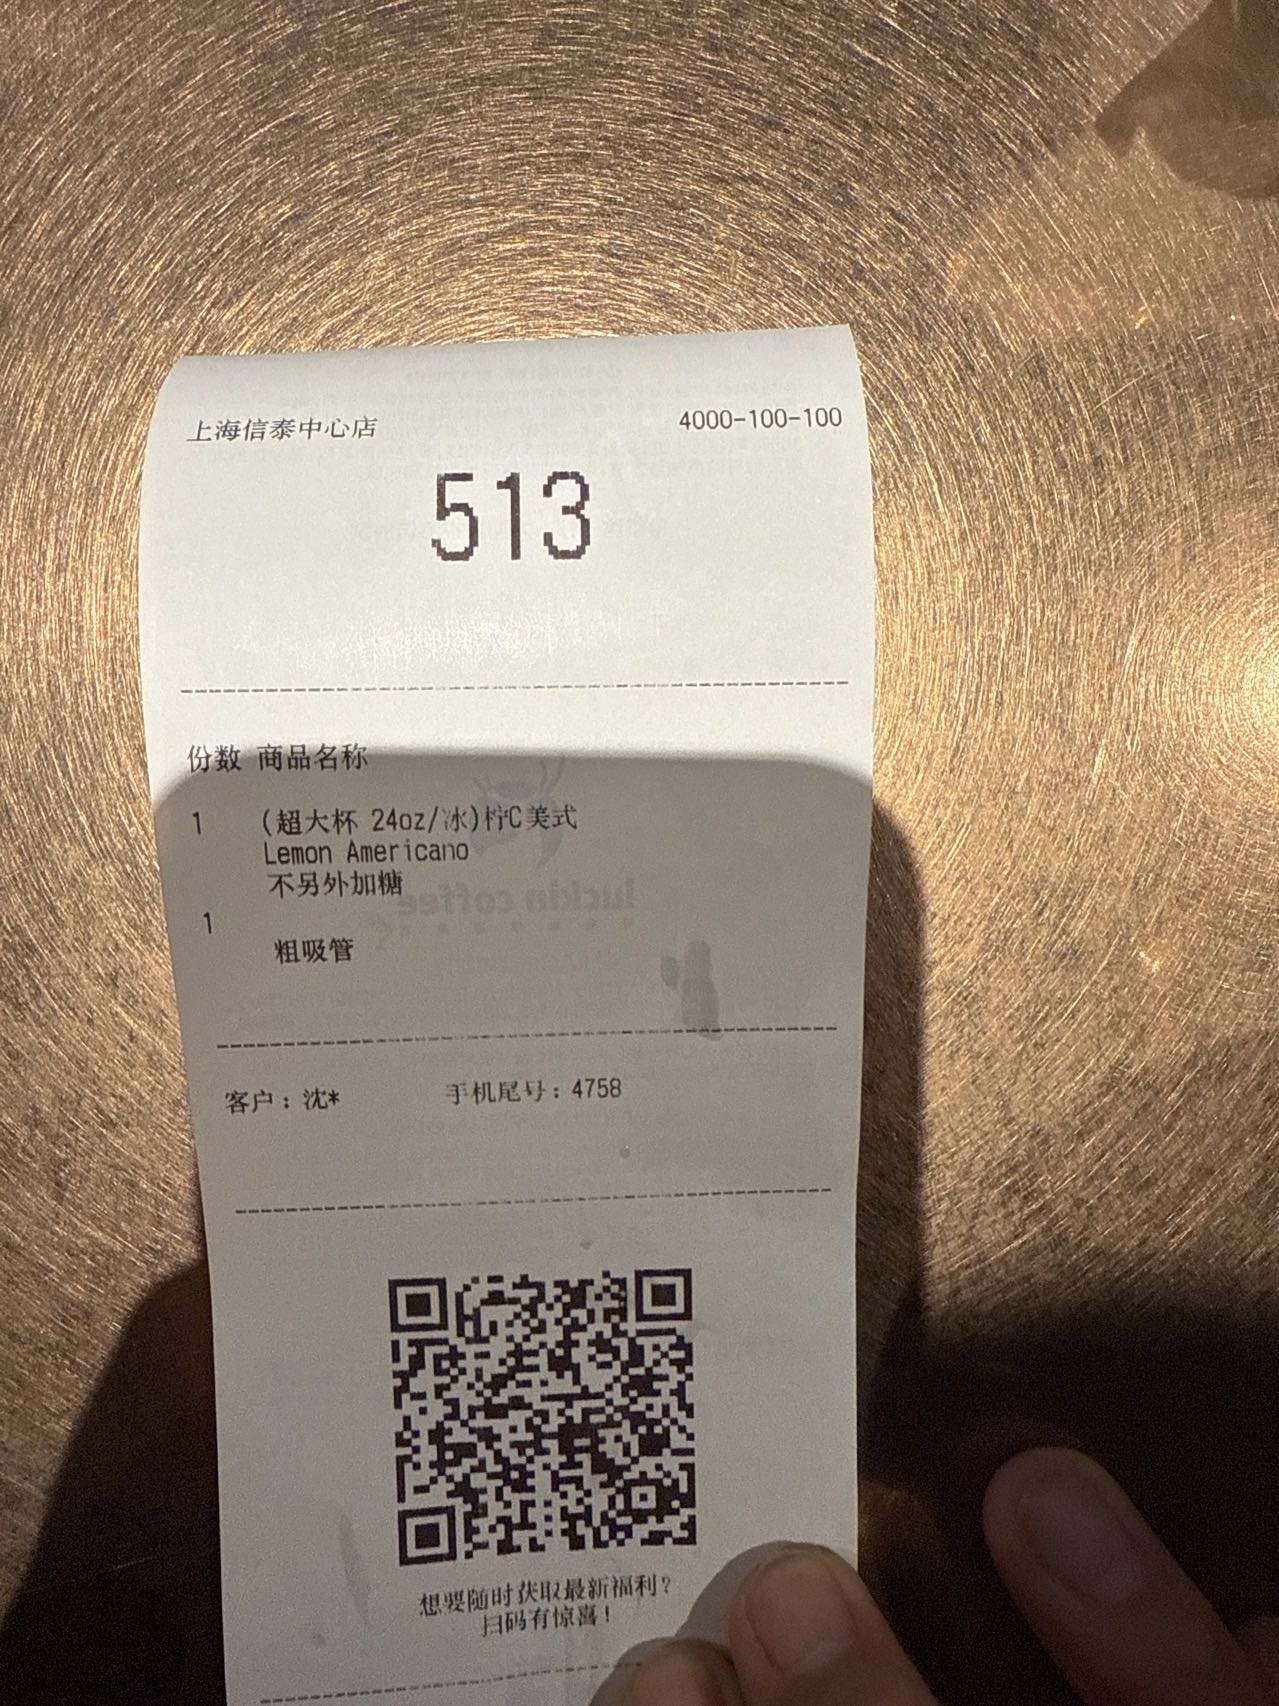 上海信泰中心店 4000-100-100
513
份数 商品名称
1 (超大杯 24oz/冰)柠C美式
Lemon Americano
不另外加糖
luckin coffee
1
粗吸管
客户：沈* 手机尾号：4758
想要随时获取最新福利？
扫码有惊喜！